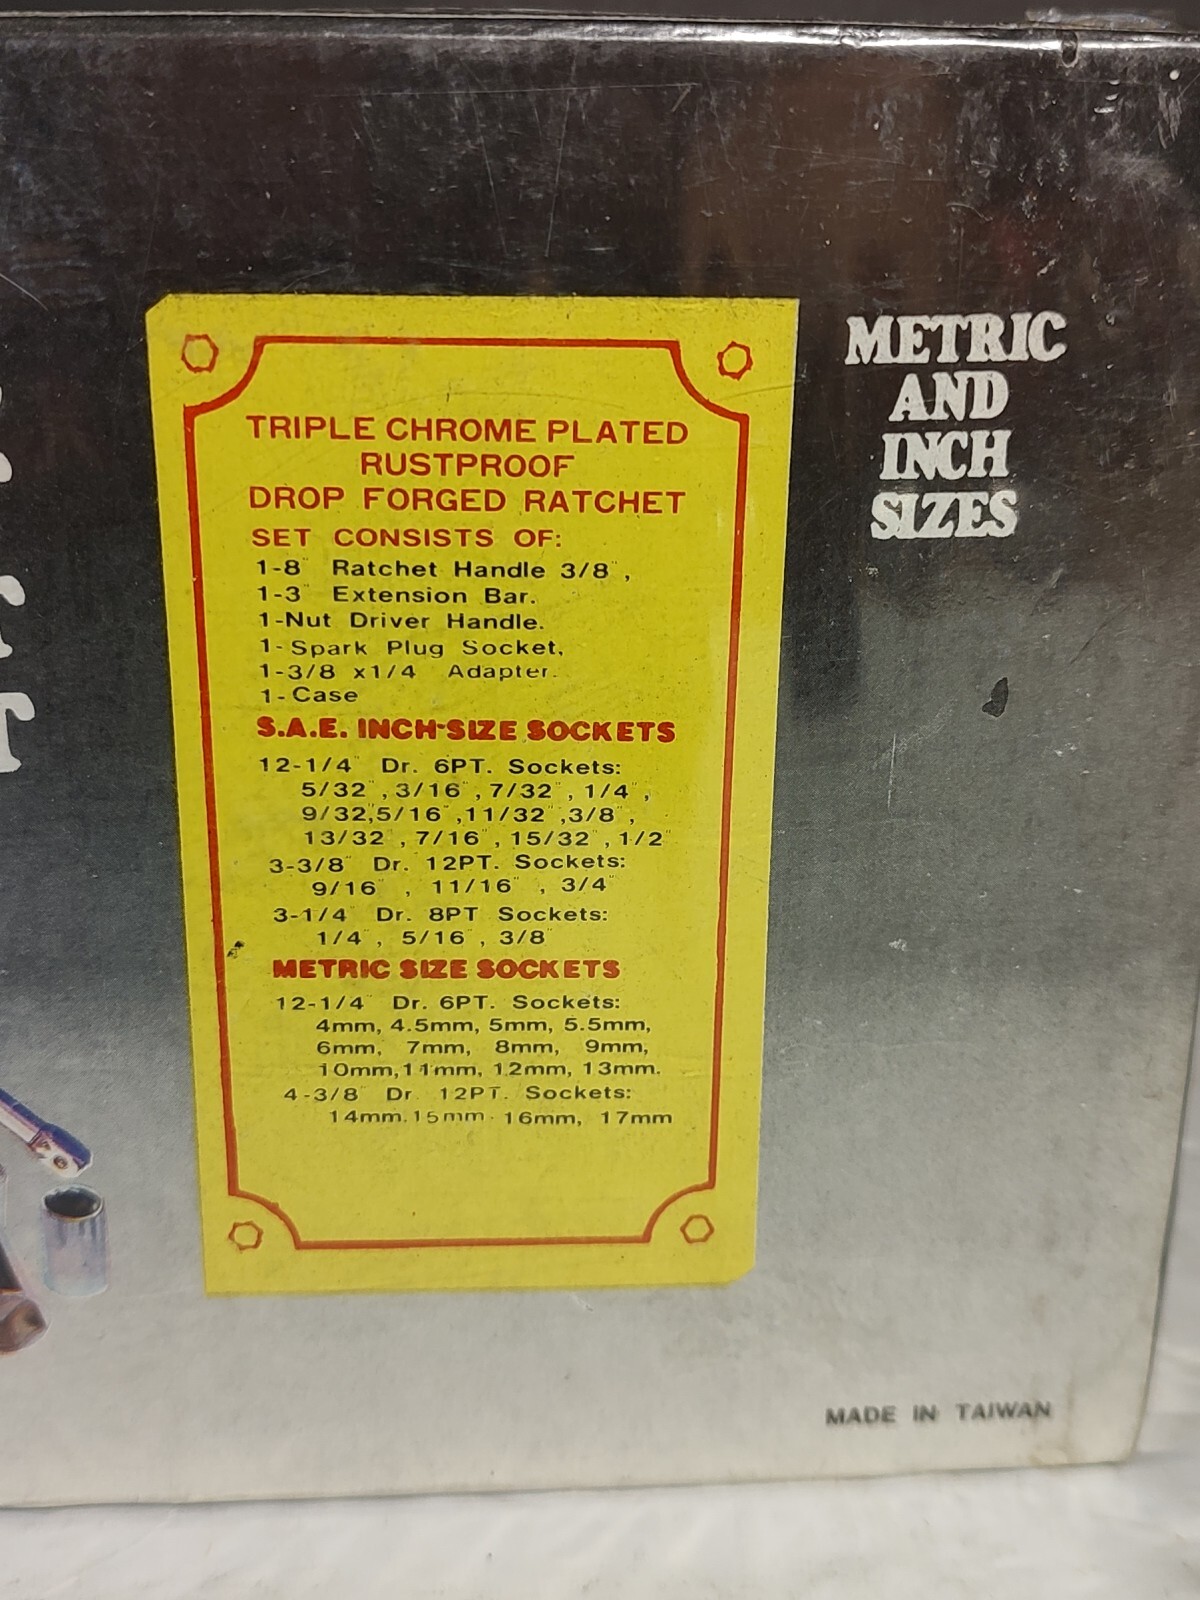 TRIPLE CHROME PLATED
RUSTPROOF
DROP FORGED RATCHET
SET CONSISTS OF:
1-8" Ratchet Handle 3/8",
1-3" Extension Bar.
1-Nut Driver Handle.
1-Spark Plug Socket,
1-3/8 x1/4" Adapter.
1-Case
S.A.E. INCH-SIZE SOCKETS
12-1/4" Dr. 6PT. Sockets:
5/32", 3/16", 7/32", 1/4",
9/32",5/16",11/32",3/8",
13/32", 7/16", 15/32", 1/2"
3-3/8" Dr. 12PT. Sockets:
9/16", 11/16", 3/4"
3-1/4" Dr. 8PT Sockets:
1/4", 5/16", 3/8"
METRIC SIZE SOCKETS
12-1/4" Dr. 6PT. Sockets:
4mm, 4.5mm, 5mm, 5.5mm,
6mm, 7mm, 8mm, 9mm,
10mm,11mm, 12mm, 13mm.
4-3/8" Dr. 12PT. Sockets:
14mm. 15mm. 16mm, 17mm
METRIC
AND
INCH
SIZES
MADE IN TAIWAN